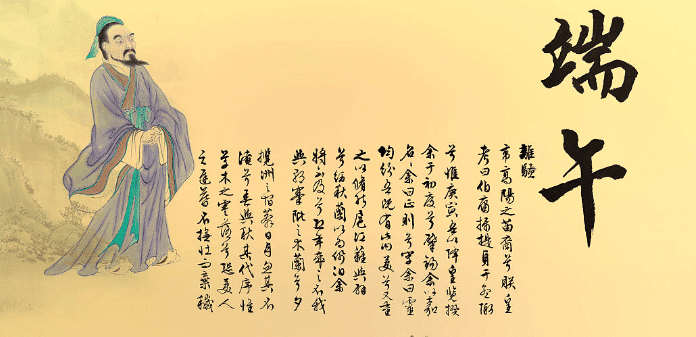 端午
離騷
帝高陽之苗裔兮朕皇
考曰伯庸攝提貞于孟陬
兮惟庚寅吾以降皇覽揆
余于初度兮肇錫余以嘉
名〻余曰正則兮字余曰靈
均紛吾既有此内美兮又重
之以脩能扈江離與辟
兮紉秋蘭以為佩汩余
將不及兮恐年歲之不我
與朝搴阰之木蘭兮夕
攬洲之宿莽日月忽其不
淹兮春與秋其代序惟
草木之零落兮恐美人
之遲暮不撫壯而棄穢